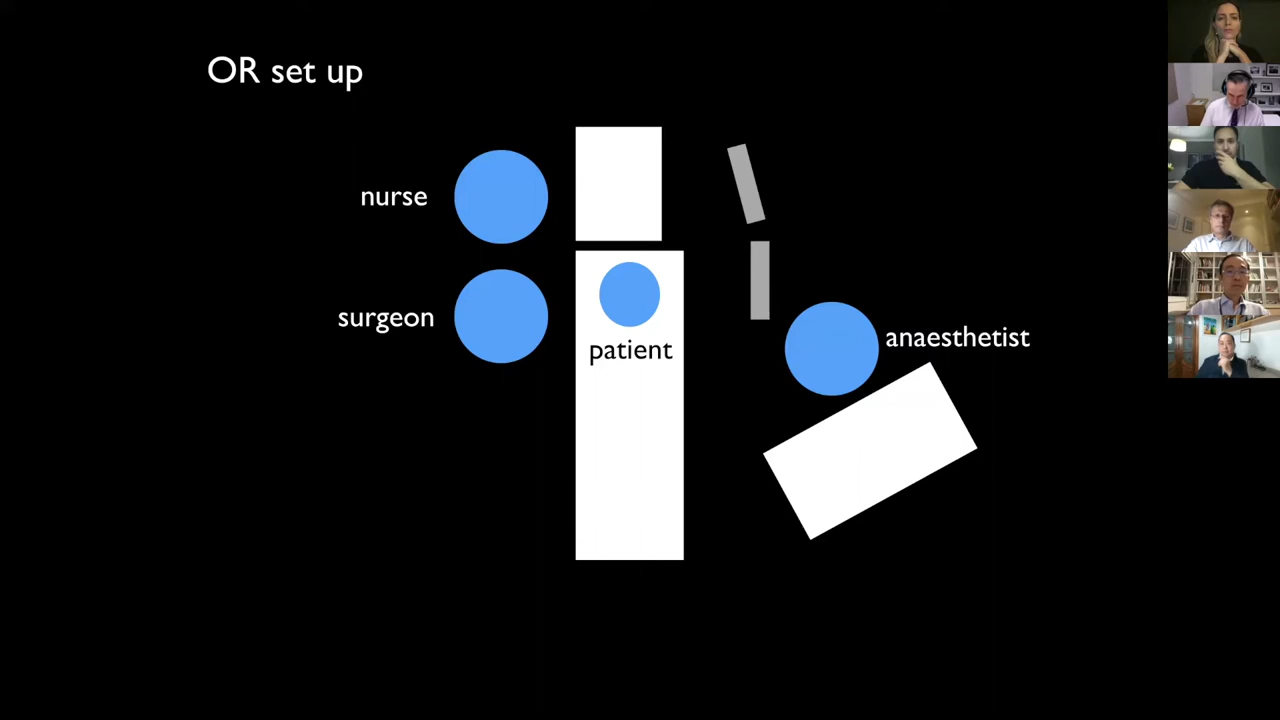 OR set up
nurse
surgeon
anaesthetist
patient